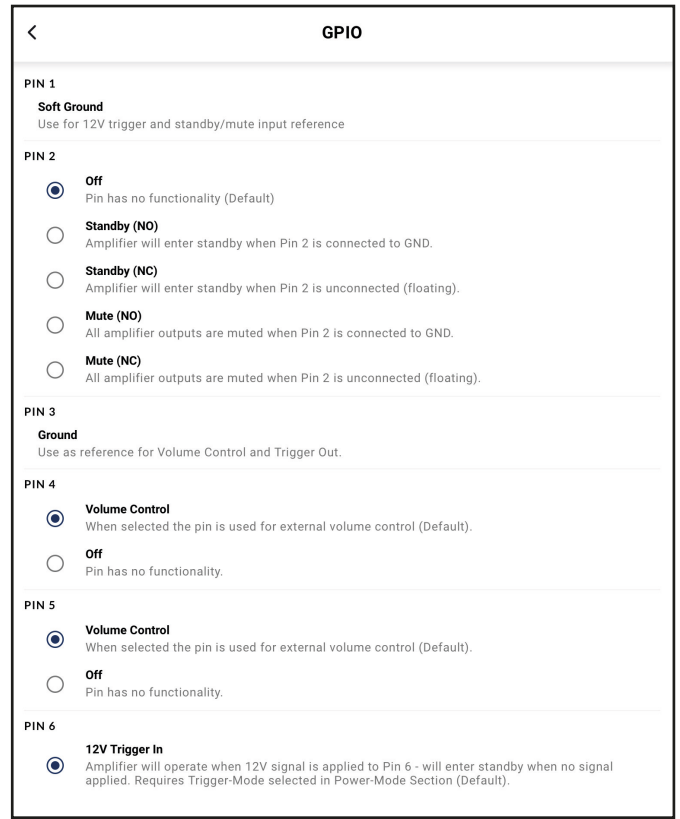 GPIO
PIN 1
Soft Ground
Use for 12V trigger and standby/mute input reference
PIN 2
Off
Pin has no functionality (Default)
Standby (NO)
Amplifier will enter standby when Pin 2 is connected to GND.
Standby (NC)
Amplifier will enter standby when Pin 2 is unconnected (floating).
Mute (NO)
All amplifier outputs are muted when Pin 2 is connected to GND.
Mute (NC)
All amplifier outputs are muted when Pin 2 is unconnected (floating).
PIN 3
Ground
Use as reference for Volume Control and Trigger Out.
PIN 4
Volume Control
When selected the pin is used for external volume control (Default).
Off
Pin has no functionality.
PIN 5
Volume Control
When selected the pin is used for external volume control (Default).
Off
Pin has no functionality.
PIN 6
12V Trigger In
Amplifier will operate when 12V signal is applied to Pin 6 - will enter standby when no signal
applied. Requires Trigger-Mode selected in Power-Mode Section (Default).